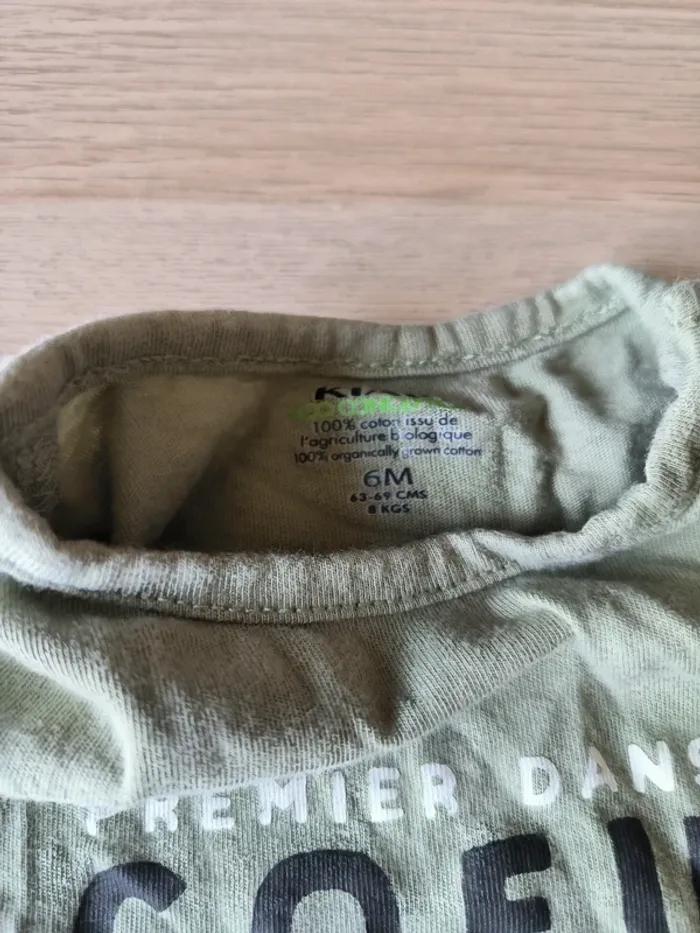 100% coton issu de
l'agriculture biologique
100% organically grown cotton
6M
63-69 CMS
8 KGS
PREMIER DANS